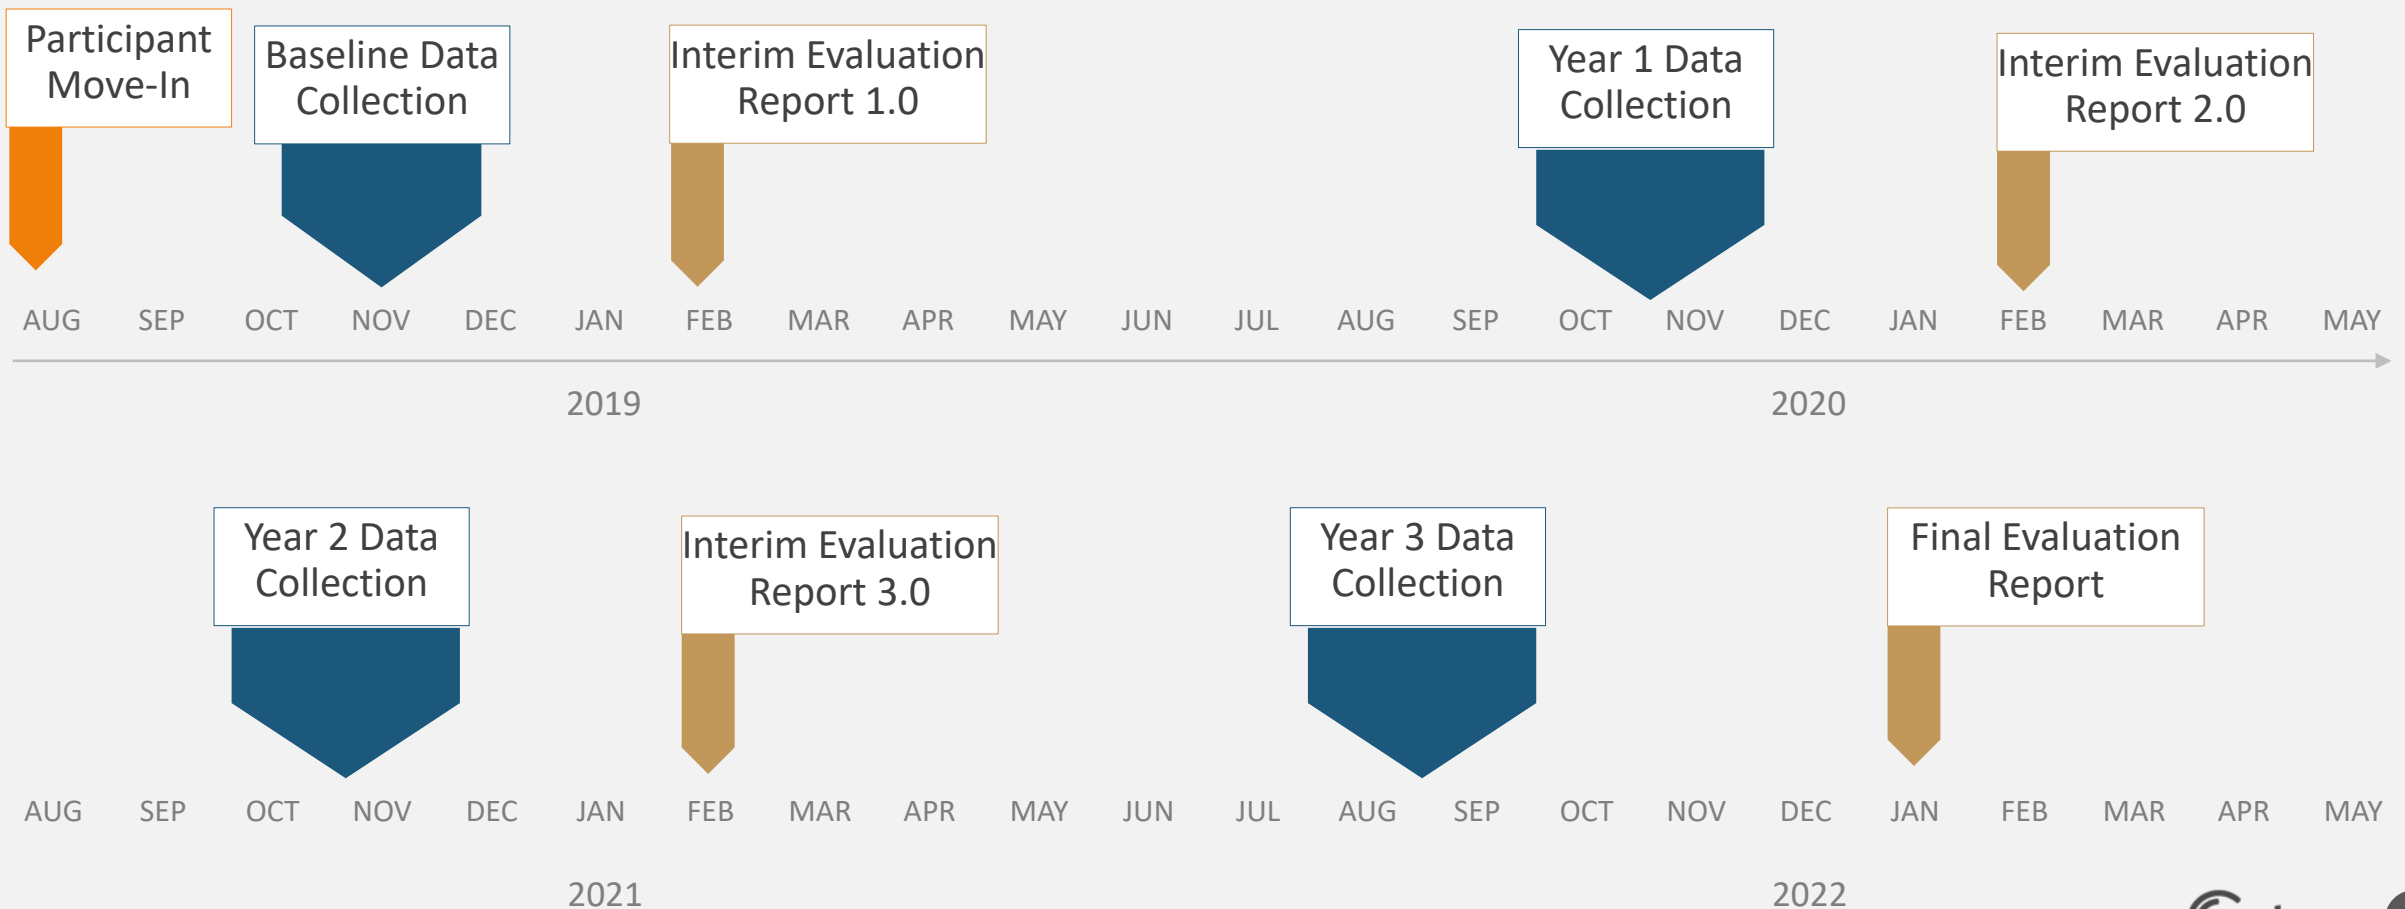 Participant
Move-In
Baseline Data
Collection
Interim Evaluation
Report 1.0
Year 1 Data
Collection
Interim Evaluation
Report 2.0
AUG SEP OCT NOV DEC JAN FEB MAR APR MAY JUN JUL AUG SEP OCT NOV DEC JAN FEB MAR APR MAY
2019 2020
Year 2 Data
Collection
Interim Evaluation
Report 3.0
Year 3 Data
Collection
Final Evaluation
Report
AUG SEP OCT NOV DEC JAN FEB MAR APR MAY JUN JUL AUG SEP OCT NOV DEC JAN FEB MAR APR MAY
2021 2022